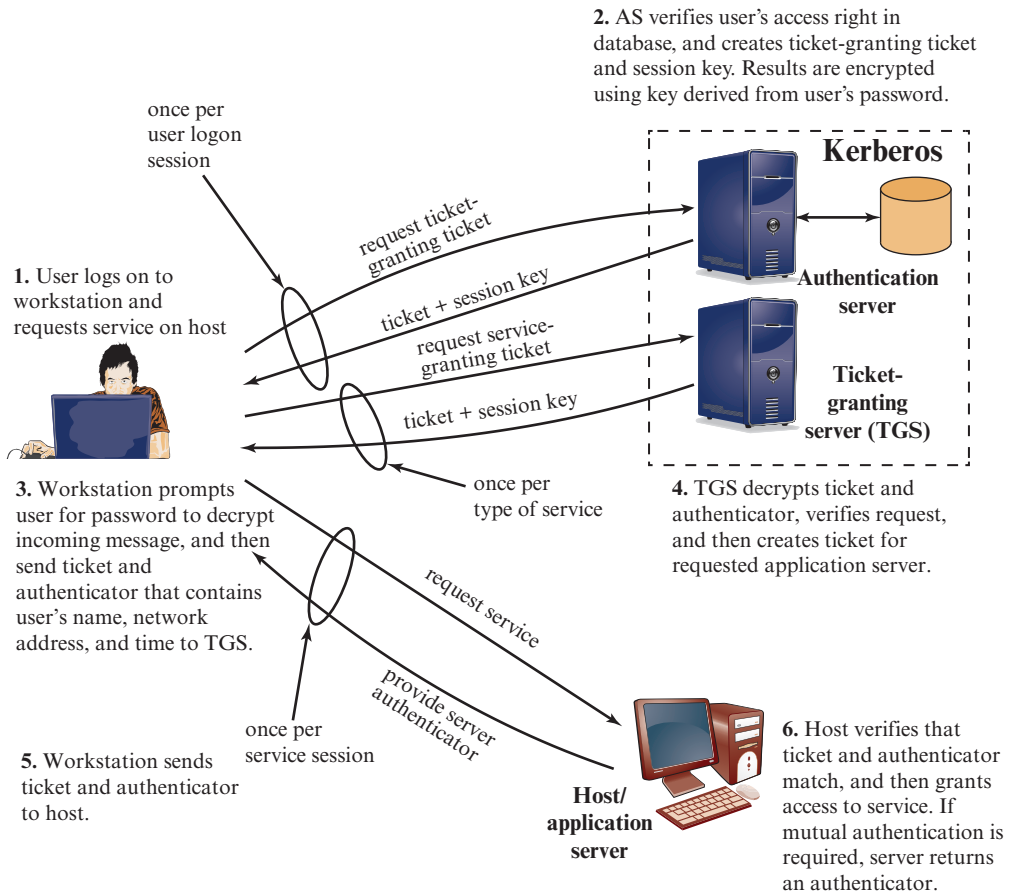 2. AS verifies user's access right in
database, and creates ticket-granting ticket
and session key. Results are encrypted
using key derived from user's password.
once per
user logon
session
Kerberos
request ticket-
granting ticket
1. User logs on to
workstation and
requests service on host
ticket + session key
Authentication
server
request service-
granting ticket
ticket + session key
Ticket-
granting
server (TGS)
once per
type of service
3. Workstation prompts
user for password to decrypt
incoming message, and then
send ticket and
authenticator that contains
user's name, network
address, and time to TGS.
4. TGS decrypts ticket and
authenticator, verifies request,
and then creates ticket for
requested application server.
request service
provide server
authenticator
once per
service session
5. Workstation sends
ticket and authenticator
to host.
Host/
application
server
6. Host verifies that
ticket and authenticator
match, and then grants
access to service. If
mutual authentication is
required, server returns
an authenticator.